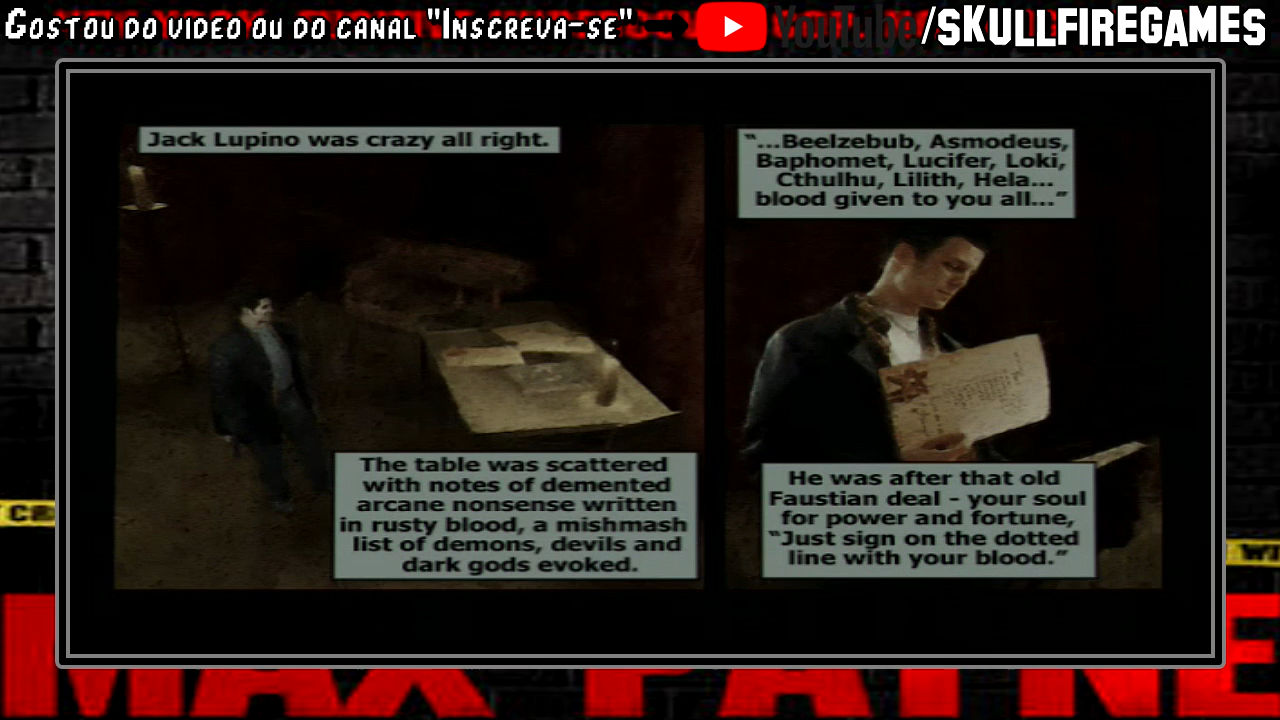 Gostou do video ou do canal "Inscreva-se"
YouTube /SKULLFIREGAMES
Jack Lupino was crazy all right.
The table was scattered
with notes of demented
arcane nonsense written
in rusty blood, a mishmash
list of demons, devils and
dark gods evoked.
“...Beelzebub, Asmodeus,
Baphomet, Lucifer, Loki,
Cthulhu, Lilith, Hela...
blood given to you all...”
He was after that old
Faustian deal - your soul
for power and fortune,
“Just sign on the dotted
line with your blood.”
MAX PAYNE